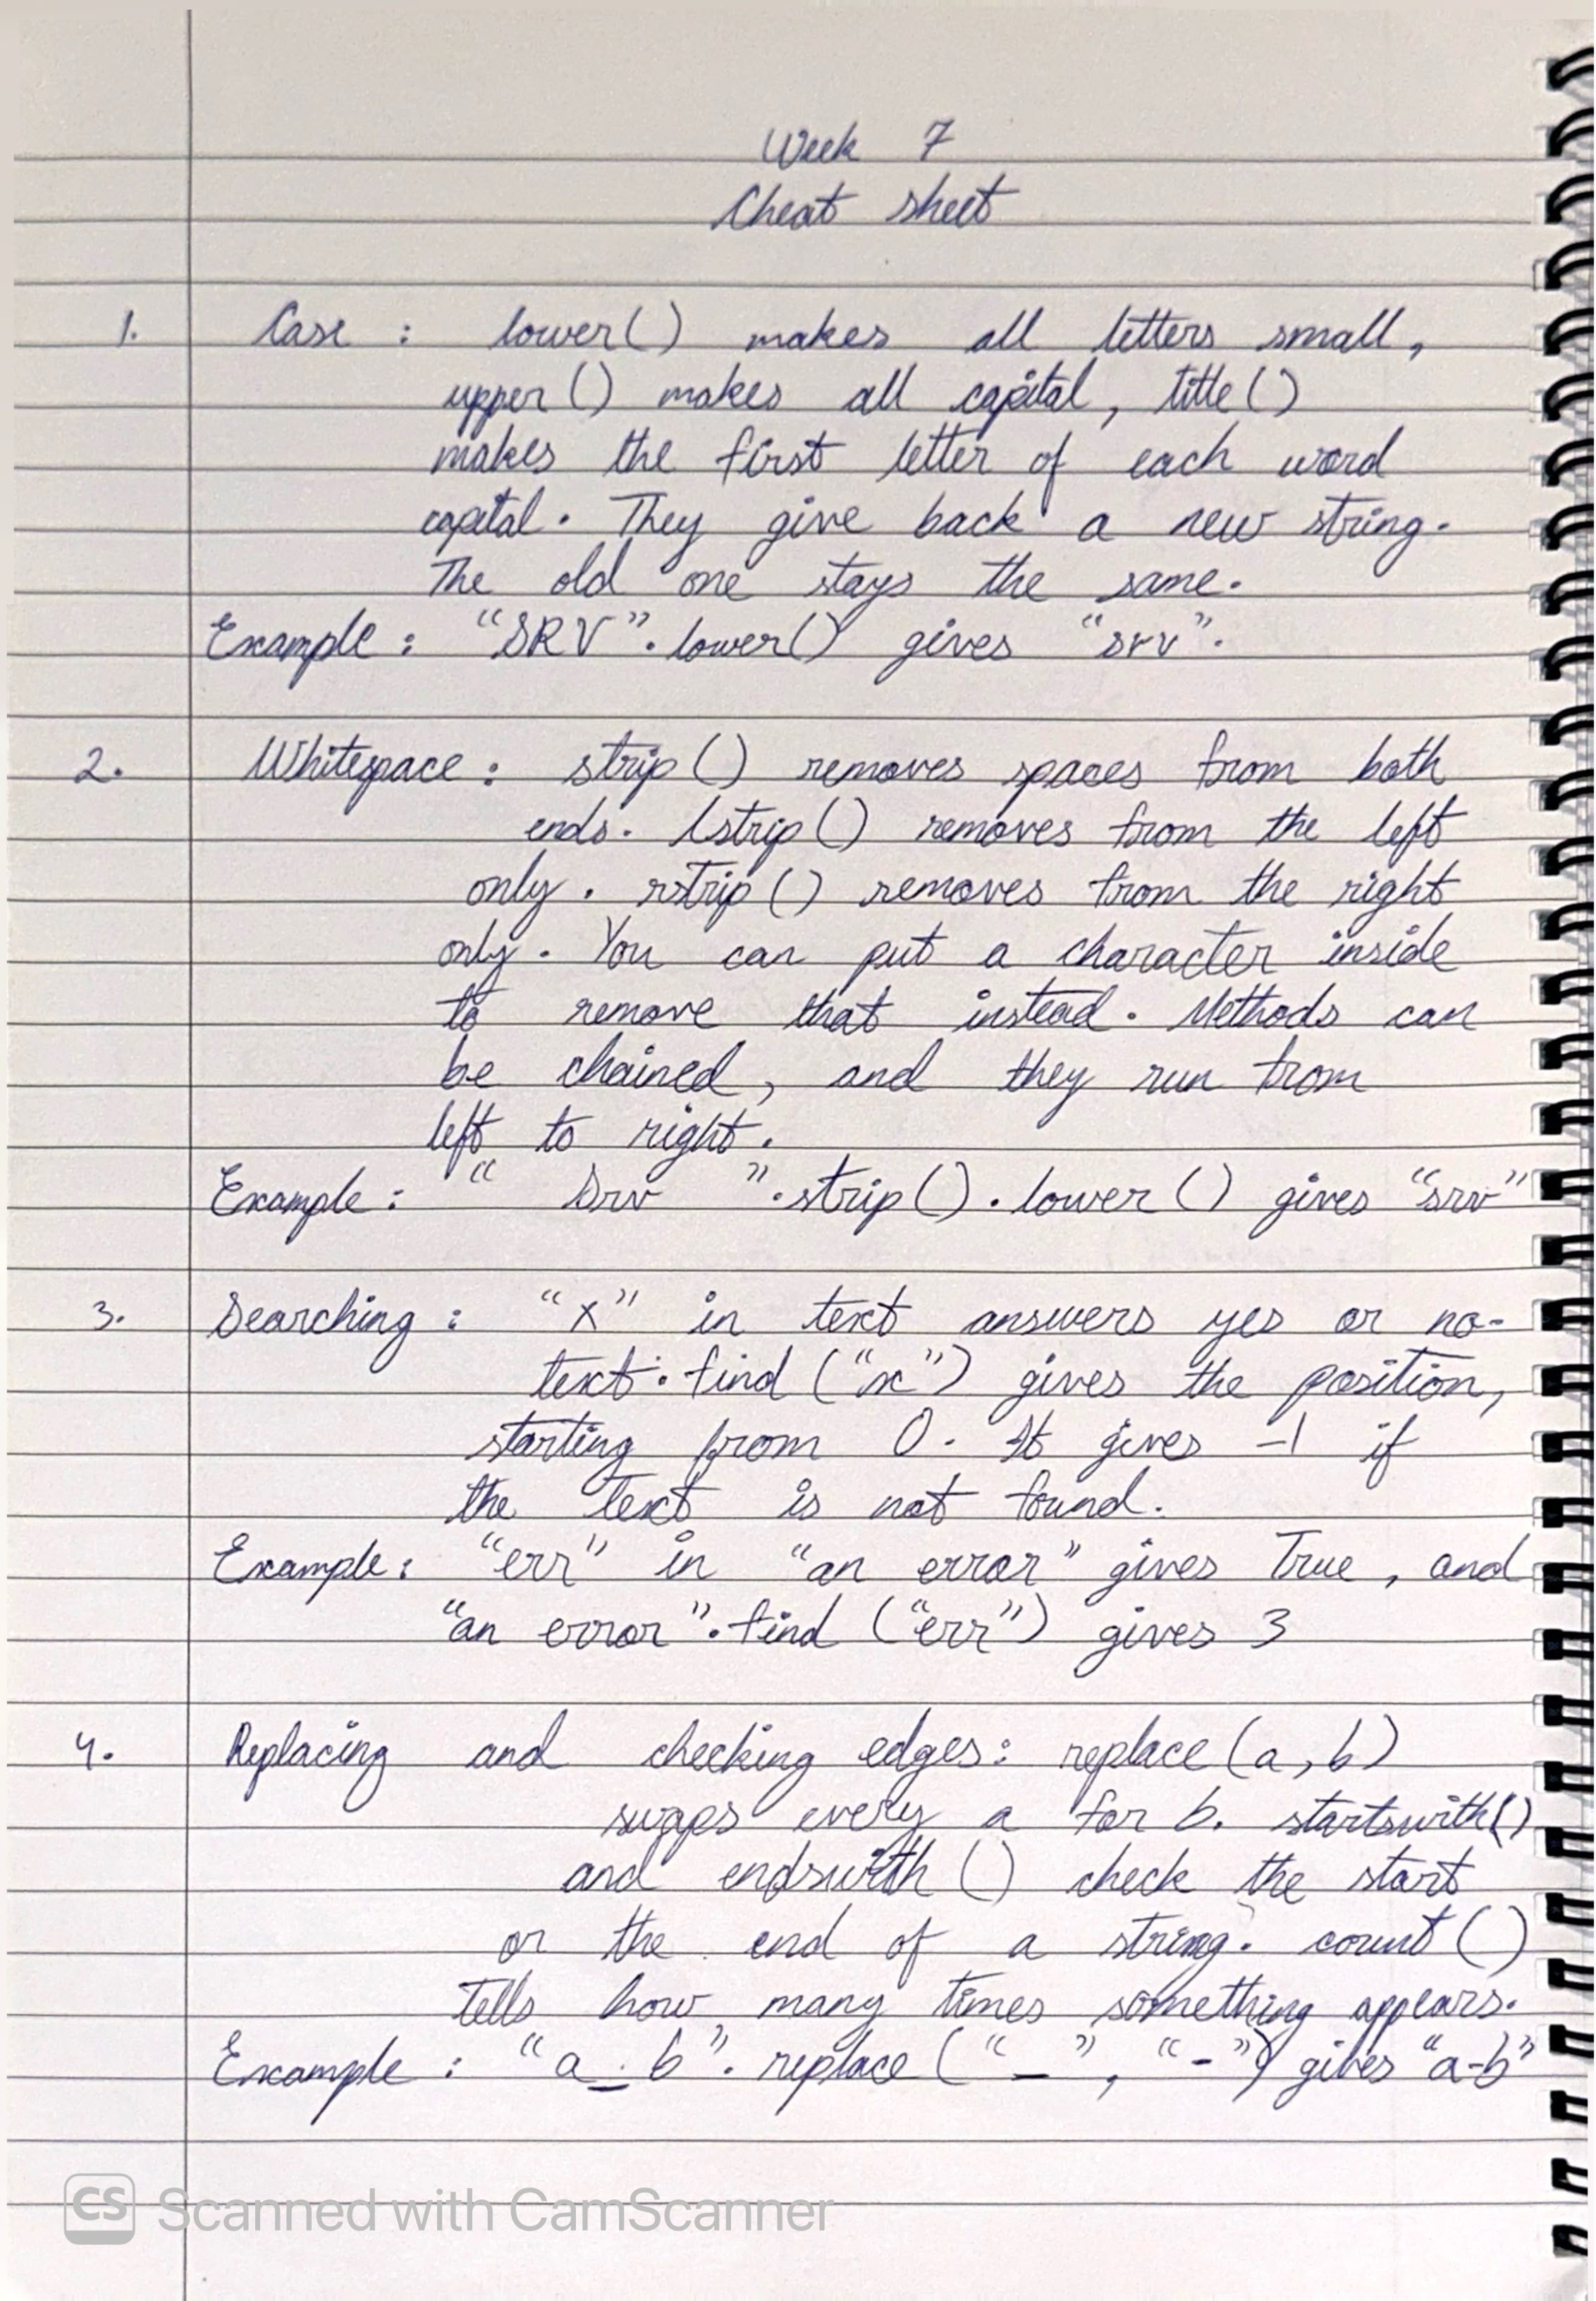 Week 7
Cheat sheet
1. Case : lower() makes all letters small,
upper() makes all capital, title()
makes the first letter of each word
capital. They give back a new string.
The old one stays the same.
Example : "SRV".lower() gives "srv".
2. Whitespace : strip() removes spaces from both
ends. lstrip() removes from the left
only. rstrip() removes from the right
only. You can put a character inside
to remove that instead. Methods can
be chained, and they run from
left to right.
Example : " Srv ".strip().lower() gives "srv"
3. Searching : "x" in text answers yes or no.
text.find("x") gives the position,
starting from 0. It gives -1 if
the text is not found.
Example : "err" in "an error" gives True, and
"an error".find("err") gives 3
4. Replacing and checking edges: replace(a, b)
swaps every a for b. startswith()
and endswith() check the start
or the end of a string. count()
tells how many times something appears.
Example : "a_b".replace("_", "-") gives "a-b"
CS Scanned with CamScanner